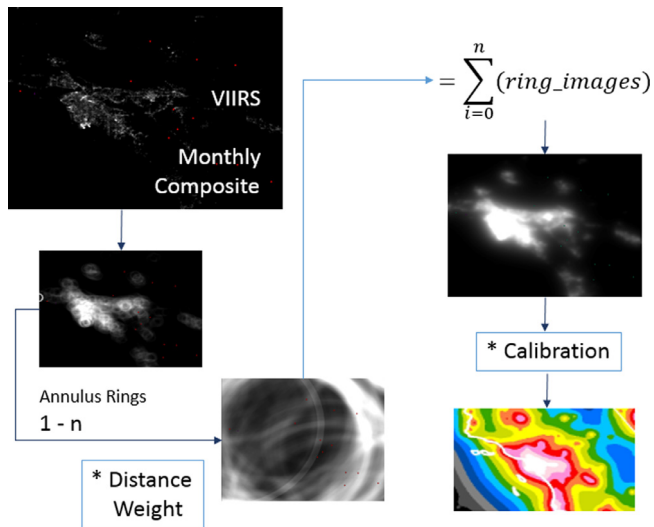 VIIRS
Monthly
Composite
Annulus Rings
1 - n
* Distance
Weight
n
= ∑ (ring_images)
i=0
* Calibration